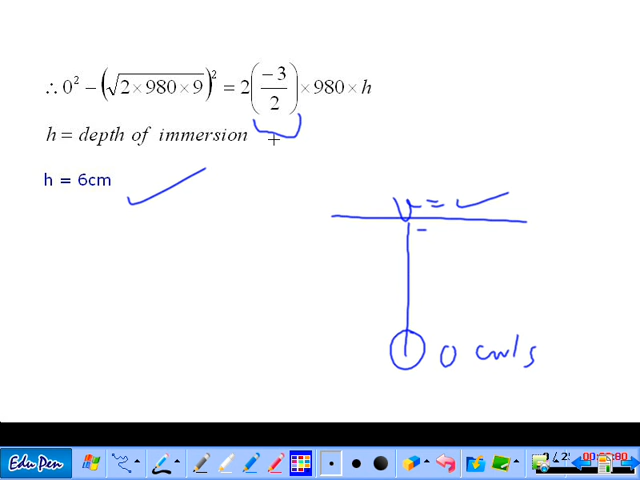 ∴ 0² − (√2 × 980 × 9)² = 2(−3/2) × 980 × h
h = depth of immersion
h = 6cm
v =
0 cm/s
Edu Pen